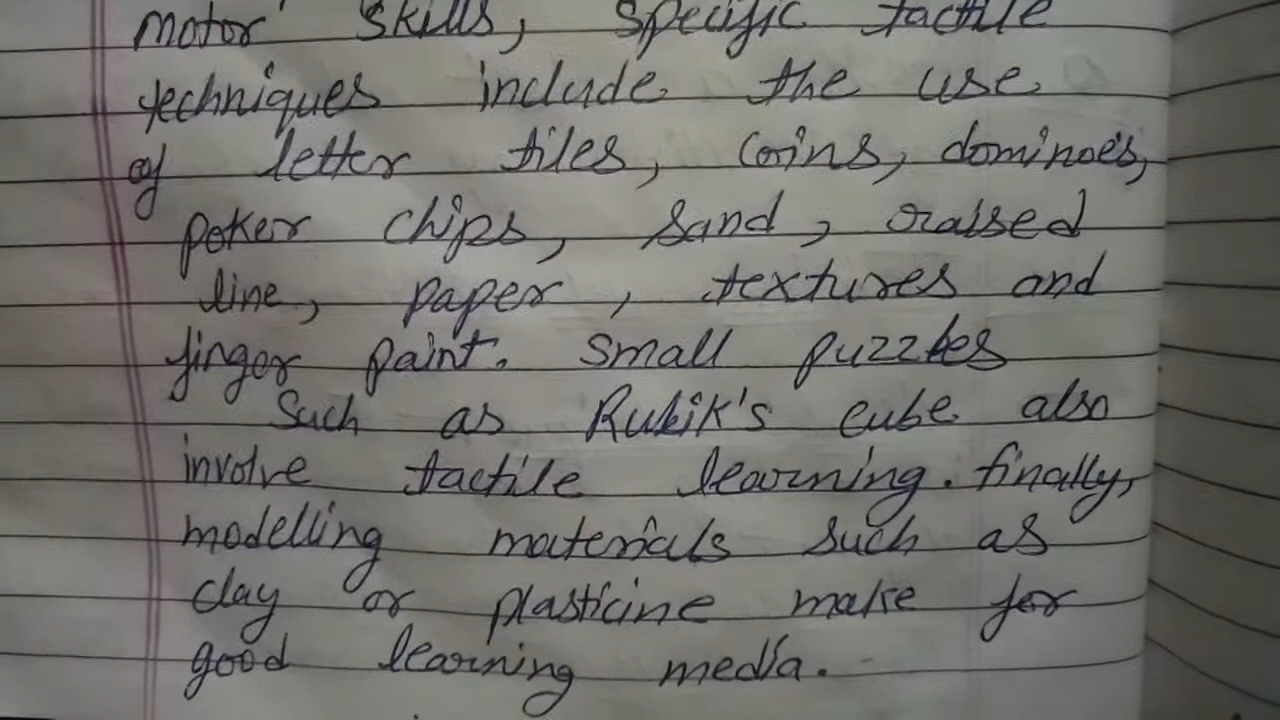 motor skills, specific tactile
techniques include the use
of letter tiles, coins, dominoes,
poker chips, sand, raised
line, paper, textures and
finger paint. Small puzzles
Such as Rubik's cube also
involve tactile learning. finally,
modelling materials such as
clay or plasticine make for
good learning media.